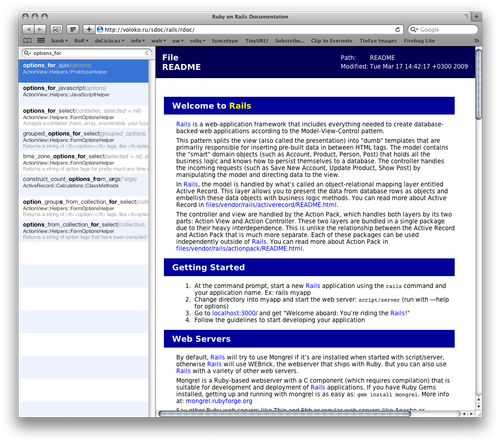 Ruby on Rails Documentation
http://voloko.ru/sdoc/rails/rdoc/
Google
bank RoR del.icio.us rdoc ruby Syncotype TinyURL! Subscribe... Clip to Evernote TinEye Images Firebug Lite
options_for
options_for_ajax(options)
ActionView::Helpers::PrototypeHelper
options_for_javascript(options)
ActionView::Helpers::JavaScriptHelper
options_for_select(container, selected = nil)
ActionView::Helpers::FormOptionsHelper
Accepts a container (hash, array, enumerable, your type
grouped_options_for_select(grouped_options,
ActionView::Helpers::FormOptionsHelper
Returns a string of <tt><option></tt> tags, like <tt>option
time_zone_options_for_select(selected = nil, p
ActionView::Helpers::FormOptionsHelper
Returns a string of option tags for pretty much any time z
construct_count_options_from_args(*args)
ActiveRecord::Calculations::ClassMethods
option_groups_from_collection_for_select(col
ActionView::Helpers::FormOptionsHelper
Returns a string of <tt><option></tt> tags, like <tt>option
options_from_collection_for_select(collection,
ActionView::Helpers::FormOptionsHelper
Returns a string of option tags that have been compiled
File
README
Path: README
Modified: Tue Mar 17 14:42:17 +0300 2009
Welcome to Rails
Rails is a web-application framework that includes everything needed to create database-
backed web applications according to the Model-View-Control pattern.
This pattern splits the view (also called the presentation) into "dumb" templates that are
primarily responsible for inserting pre-built data in between HTML tags. The model contains
the "smart" domain objects (such as Account, Product, Person, Post) that holds all the
business logic and knows how to persist themselves to a database. The controller handles
the incoming requests (such as Save New Account, Update Product, Show Post) by
manipulating the model and directing data to the view.
In Rails, the model is handled by what's called an object-relational mapping layer entitled
Active Record. This layer allows you to present the data from database rows as objects and
embellish these data objects with business logic methods. You can read more about Active
Record in files/vendor/rails/activerecord/README.html.
The controller and view are handled by the Action Pack, which handles both layers by its two
parts: Action View and Action Controller. These two layers are bundled in a single package
due to their heavy interdependence. This is unlike the relationship between the Active Record
and Action Pack that is much more separate. Each of these packages can be used
independently outside of Rails. You can read more about Action Pack in
files/vendor/rails/actionpack/README.html.
Getting Started
1. At the command prompt, start a new Rails application using the rails command
and your application name. Ex: rails myapp
2. Change directory into myapp and start the web server: script/server (run with —help
for options)
3. Go to localhost:3000/ and get "Welcome aboard: You're riding the Rails!"
4. Follow the guidelines to start developing your application
Web Servers
By default, Rails will try to use Mongrel if it's are installed when started with script/server,
otherwise Rails will use WEBrick, the webserver that ships with Ruby. But you can also use
Rails with a variety of other web servers.
Mongrel is a Ruby-based webserver with a C component (which requires compilation) that is
suitable for development and deployment of Rails applications. If you have Ruby Gems
installed, getting up and running with mongrel is as easy as: gem install mongrel. More info
at: mongrel.rubyforge.org